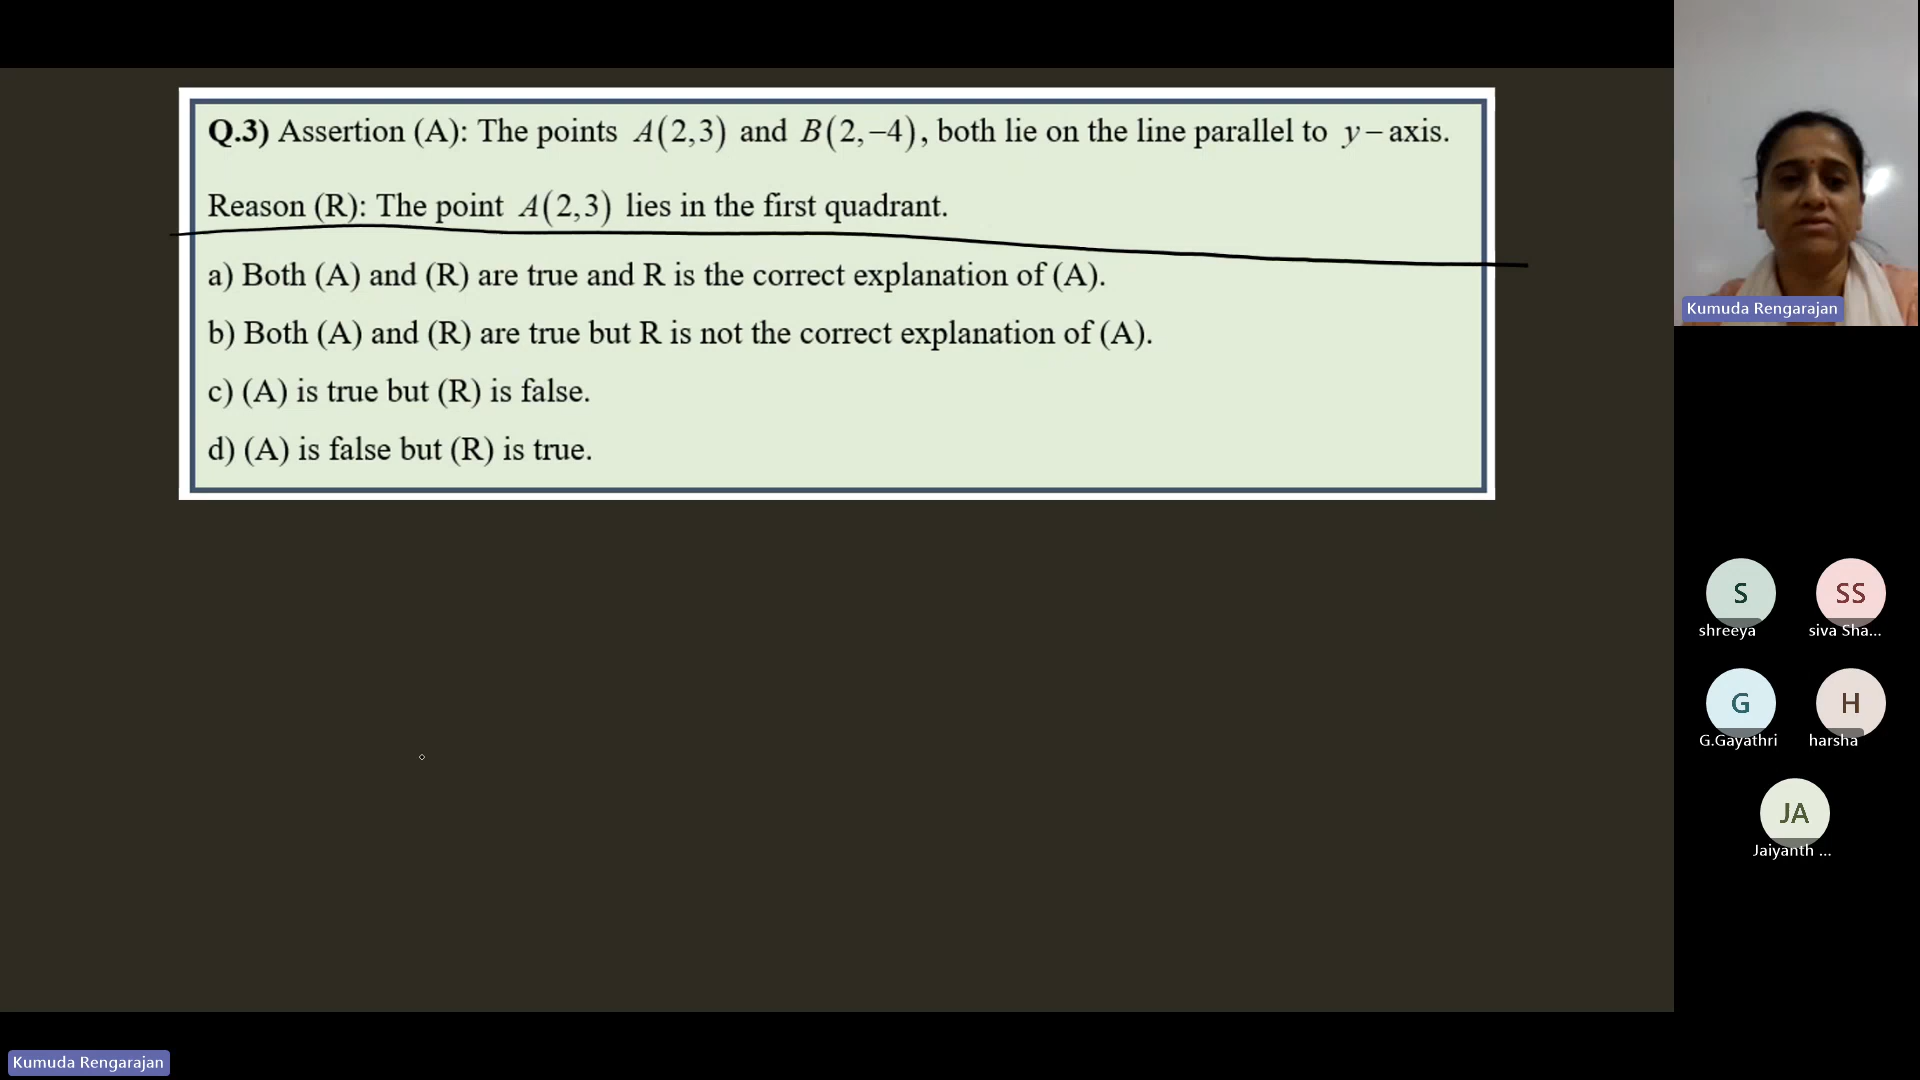 Q.3) Assertion (A): The points A(2,3) and B(2,−4), both lie on the line parallel to y − axis.
Reason (R): The point A(2,3) lies in the first quadrant.
a) Both (A) and (R) are true and R is the correct explanation of (A).
b) Both (A) and (R) are true but R is not the correct explanation of (A).
c) (A) is true but (R) is false.
d) (A) is false but (R) is true.
Kumuda Rengarajan
S
shreeya
SS
siva Sha...
G
G.Gayathri
H
harsha
JA
Jaiyanth ...
Kumuda Rengarajan